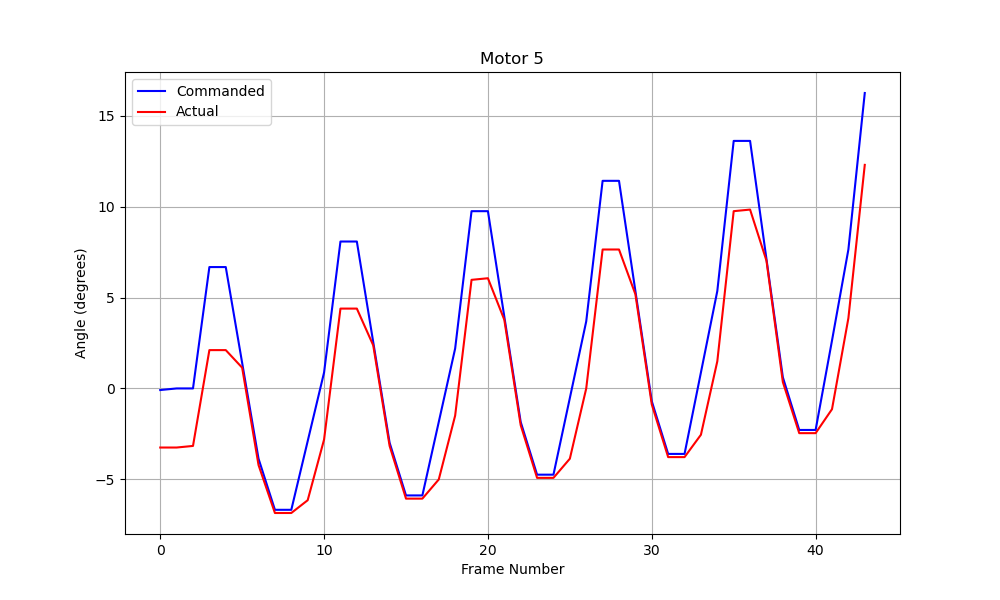 Motor 5
Commanded
Actual
Angle (degrees)
15
10
5
0
−5
0 10 20 30 40
Frame Number